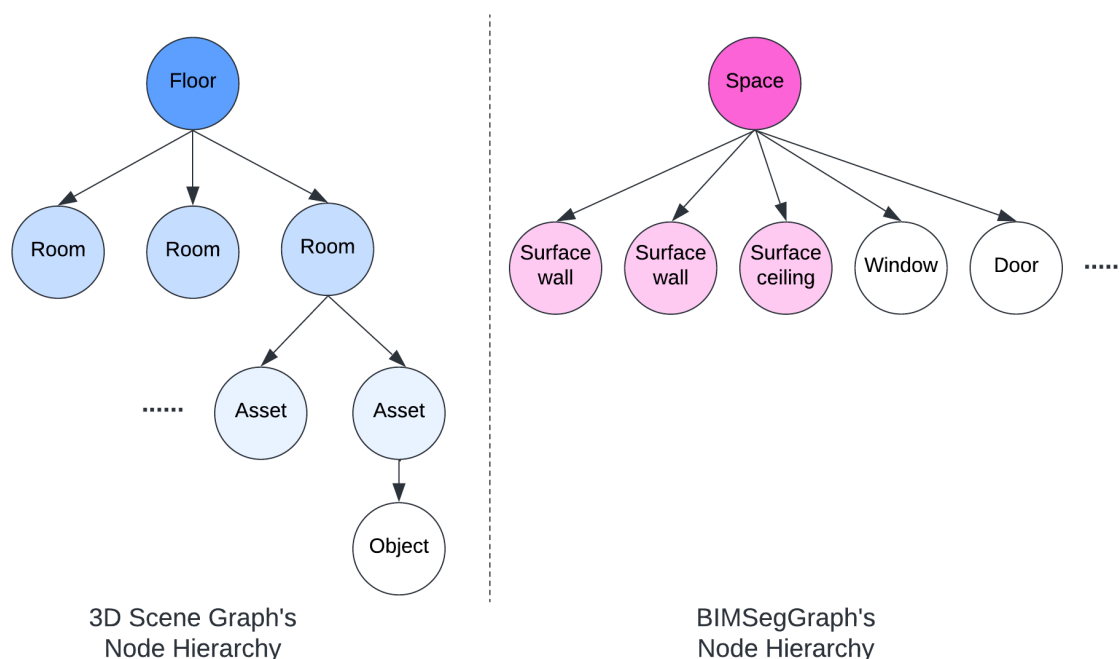 Floor
Room
Room
Room
Asset
Asset
Object
3D Scene Graph's
Node Hierarchy
Space
Surface
wall
Surface
wall
Surface
ceiling
Window
Door
BIMSegGraph's
Node Hierarchy